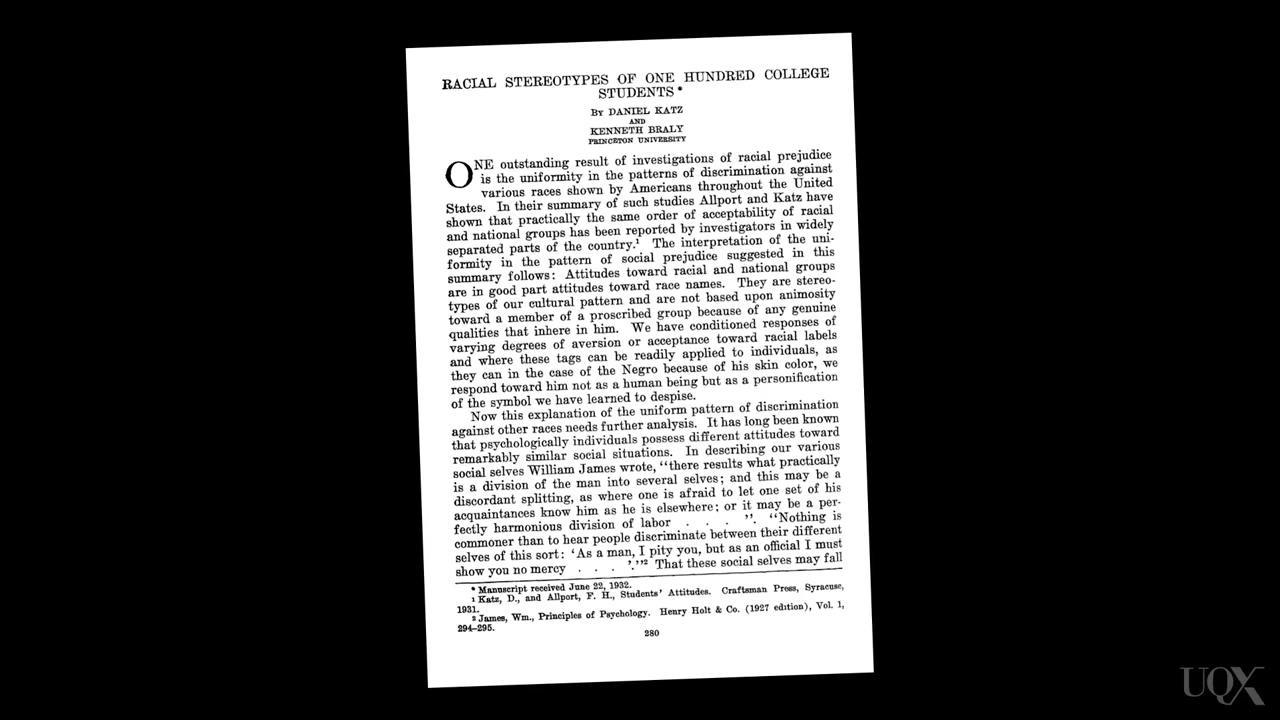 RACIAL STEREOTYPES OF ONE HUNDRED COLLEGE
STUDENTS*
By DANIEL KATZ
AND
KENNETH BRALY
PRINCETON UNIVERSITY
ONE outstanding result of investigations of racial prejudice
is the uniformity in the patterns of discrimination against
various races shown by Americans throughout the United
States. In their summary of such studies Allport and Katz have
shown that practically the same order of acceptability of racial
and national groups has been reported by investigators in widely
separated parts of the country.¹ The interpretation of the uni-
formity in the pattern of social prejudice suggested in this
summary follows: Attitudes toward racial and national groups
are in good part attitudes toward race names. They are stereo-
types of our cultural pattern and are not based upon animosity
toward a member of a proscribed group because of any genuine
qualities that inhere in him. We have conditioned responses of
varying degrees of aversion or acceptance toward racial labels
and where these tags can be readily applied to individuals, as
they can in the case of the Negro because of his skin color, we
respond toward him not as a human being but as a personification
of the symbol we have learned to despise.
Now this explanation of the uniform pattern of discrimination
against other races needs further analysis. It has long been known
that psychologically individuals possess different attitudes toward
remarkably similar social situations. In describing our various
social selves William James wrote, "there results what practically
is a division of the man into several selves; and this may be a
discordant splitting, as where one is afraid to let one set of his
acquaintances know him as he is elsewhere; or it may be a per-
fectly harmonious division of labor . . . ". "Nothing is
commoner than to hear people discriminate between their different
selves of this sort: 'As a man, I pity you, but as an official I must
show you no mercy . . . '."² That these social selves may fall
* Manuscript received June 22, 1932.
¹ Katz, D., and Allport, F. H., Students' Attitudes. Craftsman Press, Syracuse,
1931.
² James, Wm., Principles of Psychology. Henry Holt & Co. (1927 edition), Vol. 1,
294-295.
280
UQX